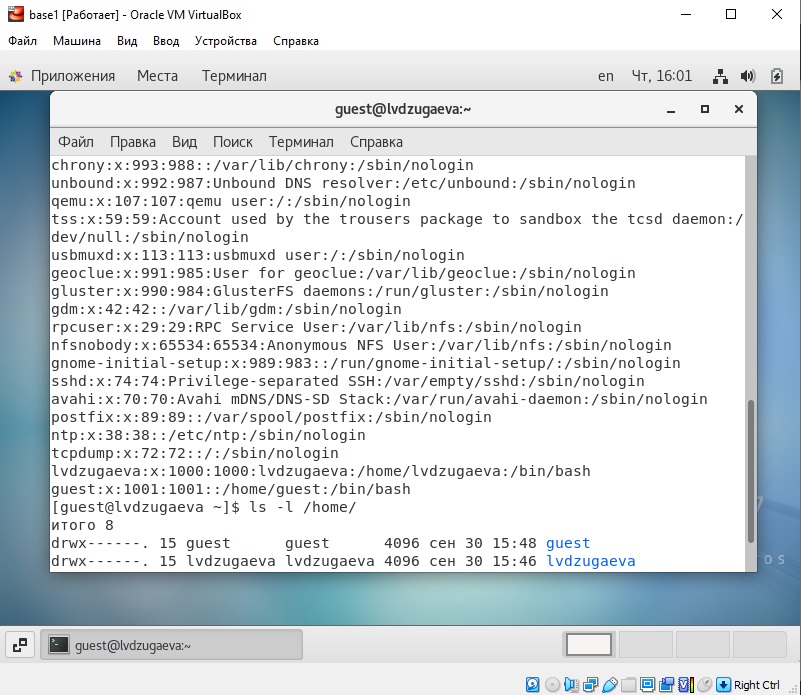 base1 [Работает] - Oracle VM VirtualBox
Файл Машина Вид Ввод Устройства Справка
Приложения Места Терминал en Чт, 16:01
guest@lvdzugaeva:~
Файл Правка Вид Поиск Терминал Справка
chrony:x:993:988::/var/lib/chrony:/sbin/nologin
unbound:x:992:987:Unbound DNS resolver:/etc/unbound:/sbin/nologin
qemu:x:107:107:qemu user:/:/sbin/nologin
tss:x:59:59:Account used by the trousers package to sandbox the tcsd daemon:/
dev/null:/sbin/nologin
usbmuxd:x:113:113:usbmuxd user:/:/sbin/nologin
geoclue:x:991:985:User for geoclue:/var/lib/geoclue:/sbin/nologin
gluster:x:990:984:GlusterFS daemons:/run/gluster:/sbin/nologin
gdm:x:42:42::/var/lib/gdm:/sbin/nologin
rpcuser:x:29:29:RPC Service User:/var/lib/nfs:/sbin/nologin
nfsnobody:x:65534:65534:Anonymous NFS User:/var/lib/nfs:/sbin/nologin
gnome-initial-setup:x:989:983::/run/gnome-initial-setup/:/sbin/nologin
sshd:x:74:74:Privilege-separated SSH:/var/empty/sshd:/sbin/nologin
avahi:x:70:70:Avahi mDNS/DNS-SD Stack:/var/run/avahi-daemon:/sbin/nologin
postfix:x:89:89::/var/spool/postfix:/sbin/nologin
ntp:x:38:38::/etc/ntp:/sbin/nologin
tcpdump:x:72:72::/:/sbin/nologin
lvdzugaeva:x:1000:1000:lvdzugaeva:/home/lvdzugaeva:/bin/bash
guest:x:1001:1001::/home/guest:/bin/bash
[guest@lvdzugaeva ~]$ ls -l /home/
итого 8
drwx------. 15 guest guest 4096 сен 30 15:48 guest
drwx------. 15 lvdzugaeva lvdzugaeva 4096 сен 30 15:46 lvdzugaeva
guest@lvdzugaeva:~
Right Ctrl